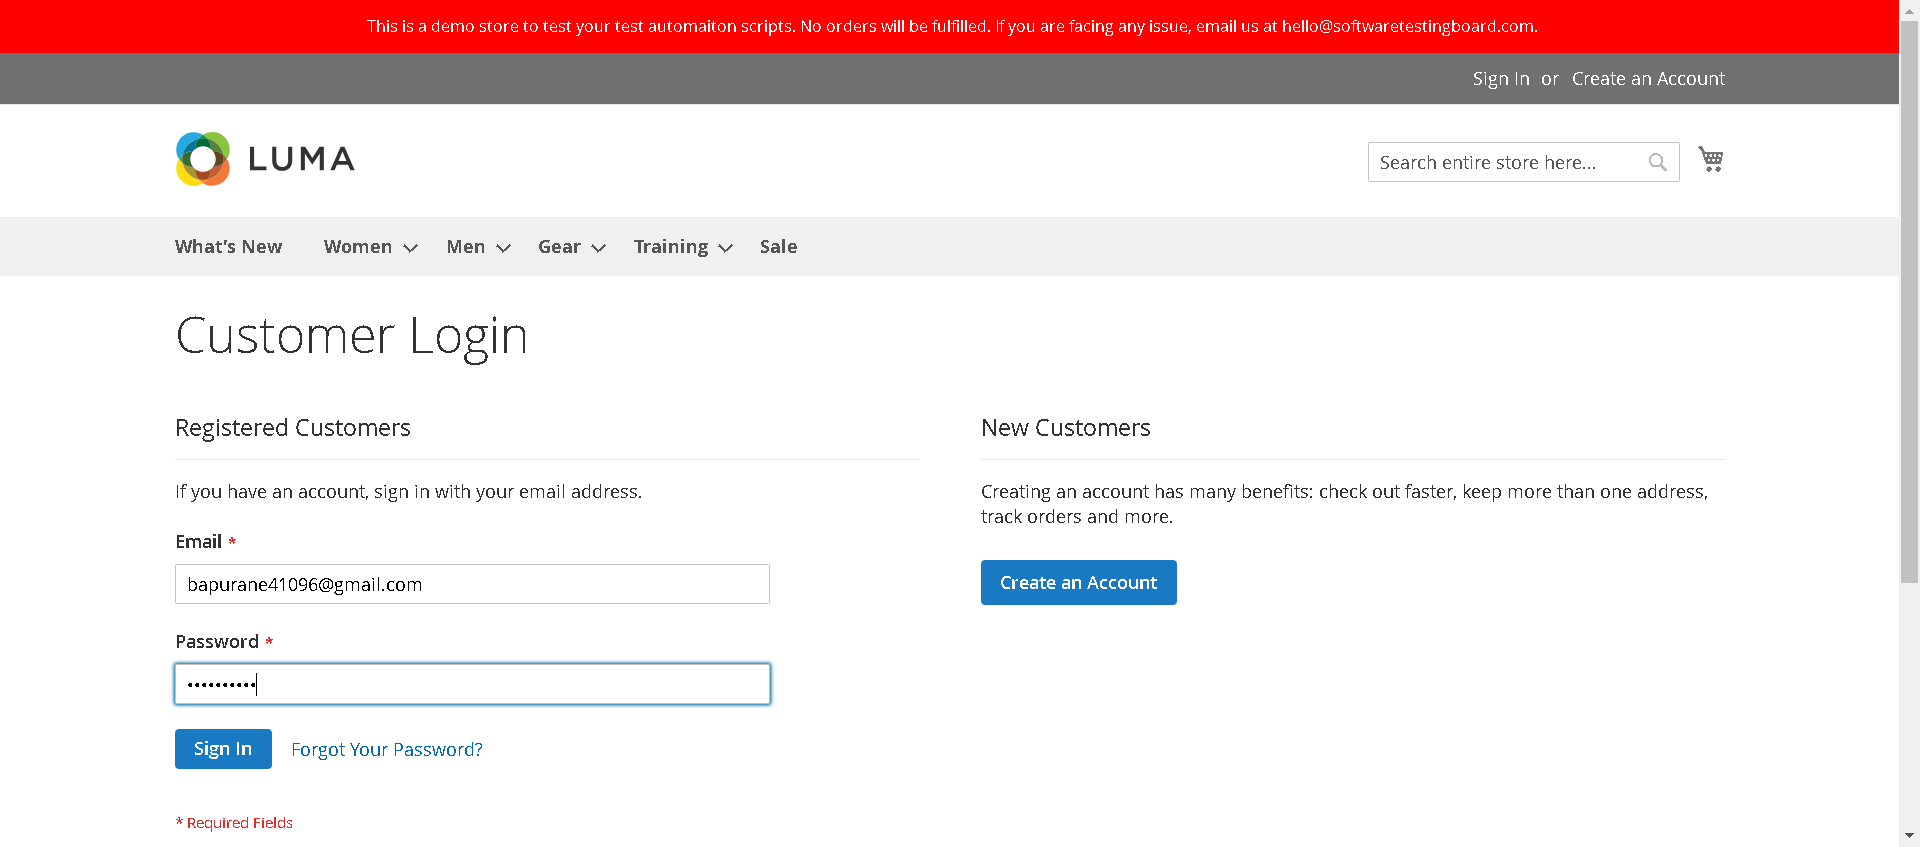 This is a demo store to test your test automaiton scripts. No orders will be fulfilled. If you are facing any issue, email us at hello@softwaretestingboard.com.
Sign In or Create an Account
LUMA
Search entire store here...
What's New Women Men Gear Training Sale
Customer Login
Registered Customers
If you have an account, sign in with your email address.
Email *
bapurane41096@gmail.com
Password *
••••••••••
Sign In Forgot Your Password?
* Required Fields
New Customers
Creating an account has many benefits: check out faster, keep more than one address,
track orders and more.
Create an Account